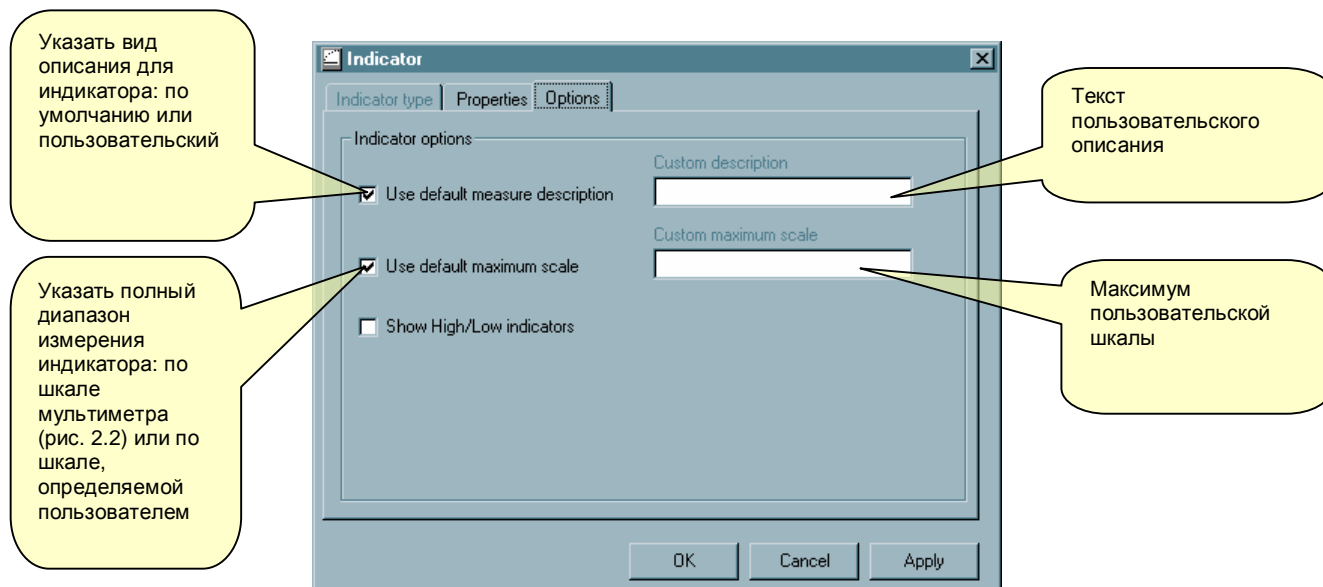 Указать вид
описания для
индикатора: по
умолчанию или
пользовательский
Indicator
Indicator type
Properties
Options
Indicator options
Custom description
Use default measure description
Custom maximum scale
Use default maximum scale
Show High/Low indicators
OK
Cancel
Apply
Текст
пользовательского
описания
Указать полный
диапазон
измерения
индикатора: по
шкале
мультиметра
(рис. 2.2) или по
шкале,
определяемой
пользователем
Максимум
пользовательской
шкалы